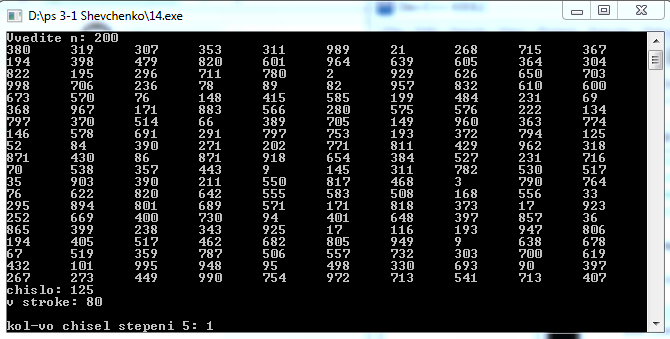 D:\ps 3-1 Shevchenko\14.exe
Vvedite n: 200
380 319 307 353 311 989 21 268 715 367
194 398 479 820 601 964 639 605 364 304
822 195 296 711 780 2 929 626 650 703
998 706 236 78 89 82 957 832 610 600
673 570 76 148 415 585 199 484 231 69
368 967 171 883 566 280 575 576 222 134
797 370 514 66 389 705 149 960 363 774
146 578 691 291 797 753 193 372 794 125
52 84 390 271 202 771 811 429 962 318
871 430 86 871 918 654 384 527 231 716
70 538 357 443 9 145 311 782 530 517
35 903 390 211 550 817 468 3 790 764
76 622 820 642 555 583 508 168 556 33
295 894 801 689 571 171 818 373 17 923
252 669 400 730 94 401 648 397 857 36
865 399 238 343 925 17 116 193 947 806
194 405 517 462 682 805 949 9 638 678
67 519 359 787 506 557 732 303 700 619
432 101 995 948 95 498 330 693 90 397
267 273 449 990 754 972 713 541 713 407
chislo: 125
v stroke: 80
kol-vo chisel stepeni 5: 1